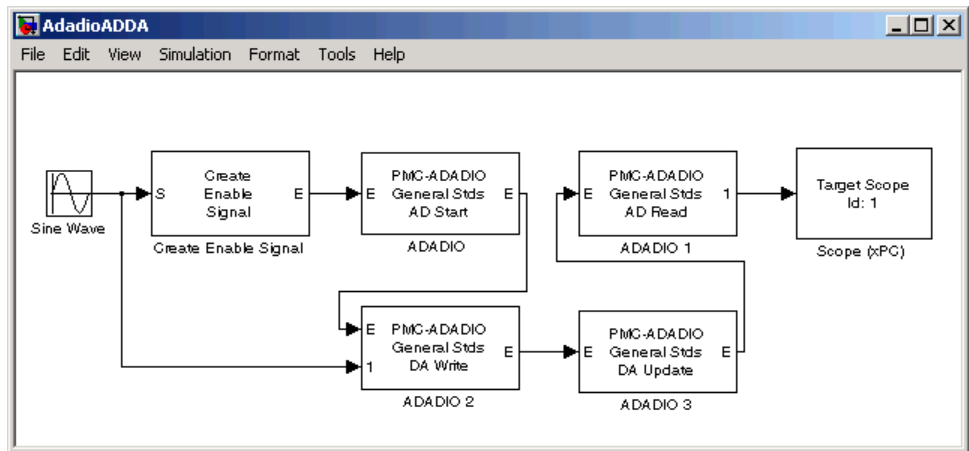 AdadioADDA
File Edit View Simulation Format Tools Help
Sine Wave
S
Create
Enable
Signal
E
Create Enable Signal
E
PMC-ADADIO
General Stds
AD Start
E
ADADIO
E
PMC-ADADIO
General Stds
AD Read
1
ADADIO 1
Target Scope
Id: 1
Scope (xPC)
E
1
PMC-ADADIO
General Stds
DA Write
E
ADADIO 2
E
PMC-ADADIO
General Stds
DA Update
E
ADADIO 3